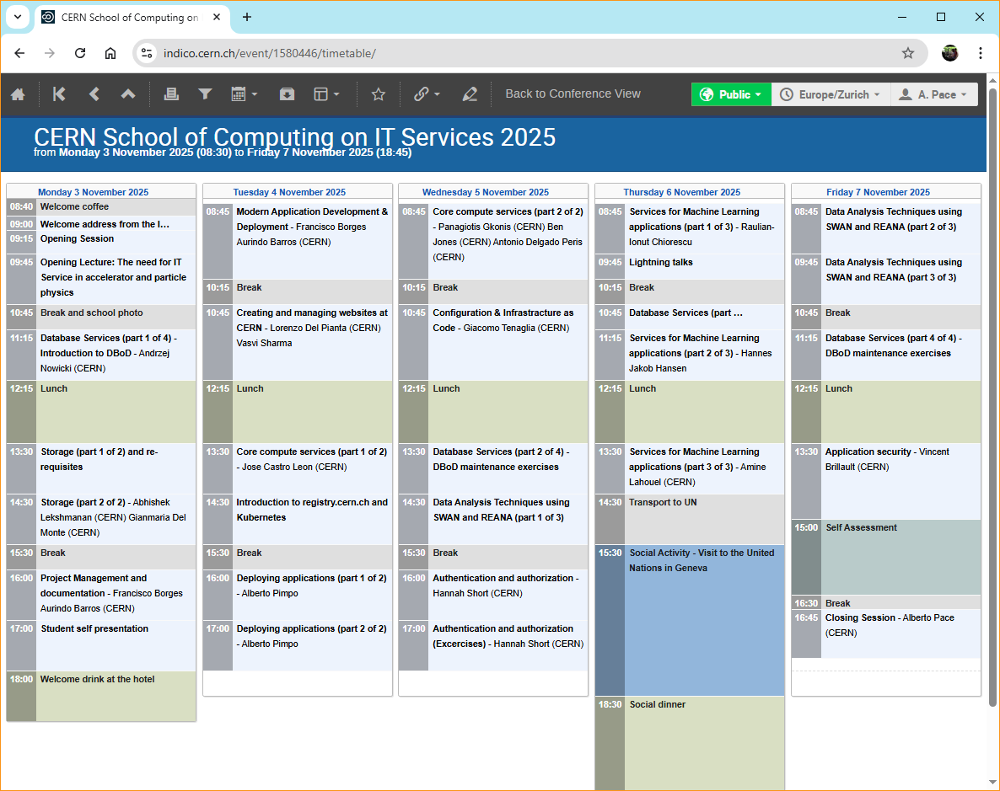 CERN School of Computing on
indico.cern.ch/event/1580446/timetable/
Back to Conference View
Public
Europe/Zurich
A. Pace
CERN School of Computing on IT Services 2025
from Monday 3 November 2025 (08:30) to Friday 7 November 2025 (18:45)
Monday 3 November 2025
08:40 Welcome coffee
09:00 Welcome address from the I...
09:15 Opening Session
09:45 Opening Lecture: The need for IT
Service in accelerator and particle
physics
10:45 Break and school photo
11:15 Database Services (part 1 of 4) -
Introduction to DBoD - Andrzej
Nowicki (CERN)
12:15 Lunch
13:30 Storage (part 1 of 2) and re-
requisites
14:30 Storage (part 2 of 2) - Abhishek
Lekshmanan (CERN) Gianmaria Del
Monte (CERN)
15:30 Break
16:00 Project Management and
documentation - Francisco Borges
Aurindo Barros (CERN)
17:00 Student self presentation
18:00 Welcome drink at the hotel
Tuesday 4 November 2025
08:45 Modern Application Development &
Deployment - Francisco Borges
Aurindo Barros (CERN)
10:15 Break
10:45 Creating and managing websites at
CERN - Lorenzo Del Pianta (CERN)
Vasvi Sharma
12:15 Lunch
13:30 Core compute services (part 1 of 2)
- Jose Castro Leon (CERN)
14:30 Introduction to registry.cern.ch and
Kubernetes
15:30 Break
16:00 Deploying applications (part 1 of 2)
- Alberto Pimpo
17:00 Deploying applications (part 2 of 2)
- Alberto Pimpo
Wednesday 5 November 2025
08:45 Core compute services (part 2 of 2)
- Panagiotis Gkonis (CERN) Ben
Jones (CERN) Antonio Delgado Peris
(CERN)
10:15 Break
10:45 Configuration & Infrastructure as
Code - Giacomo Tenaglia (CERN)
12:15 Lunch
13:30 Database Services (part 2 of 4) -
DBoD maintenance exercises
14:30 Data Analysis Techniques using
SWAN and REANA (part 1 of 3)
15:30 Break
16:00 Authentication and authorization -
Hannah Short (CERN)
17:00 Authentication and authorization
(Excercises) - Hannah Short (CERN)
Thursday 6 November 2025
08:45 Services for Machine Learning
applications (part 1 of 3) - Raulian-
Ionut Chiorescu
09:45 Lightning talks
10:15 Break
10:45 Database Services (part ...
11:15 Services for Machine Learning
applications (part 2 of 3) - Hannes
Jakob Hansen
12:15 Lunch
13:30 Services for Machine Learning
applications (part 3 of 3) - Amine
Lahouel (CERN)
14:30 Transport to UN
15:30 Social Activity - Visit to the United
Nations in Geneva
18:30 Social dinner
Friday 7 November 2025
08:45 Data Analysis Techniques using
SWAN and REANA (part 2 of 3)
09:45 Data Analysis Techniques using
SWAN and REANA (part 3 of 3)
10:45 Break
11:15 Database Services (part 4 of 4) -
DBoD maintenance exercises
12:15 Lunch
13:30 Application security - Vincent
Brillault (CERN)
15:00 Self Assessment
16:30 Break
16:45 Closing Session - Alberto Pace
(CERN)